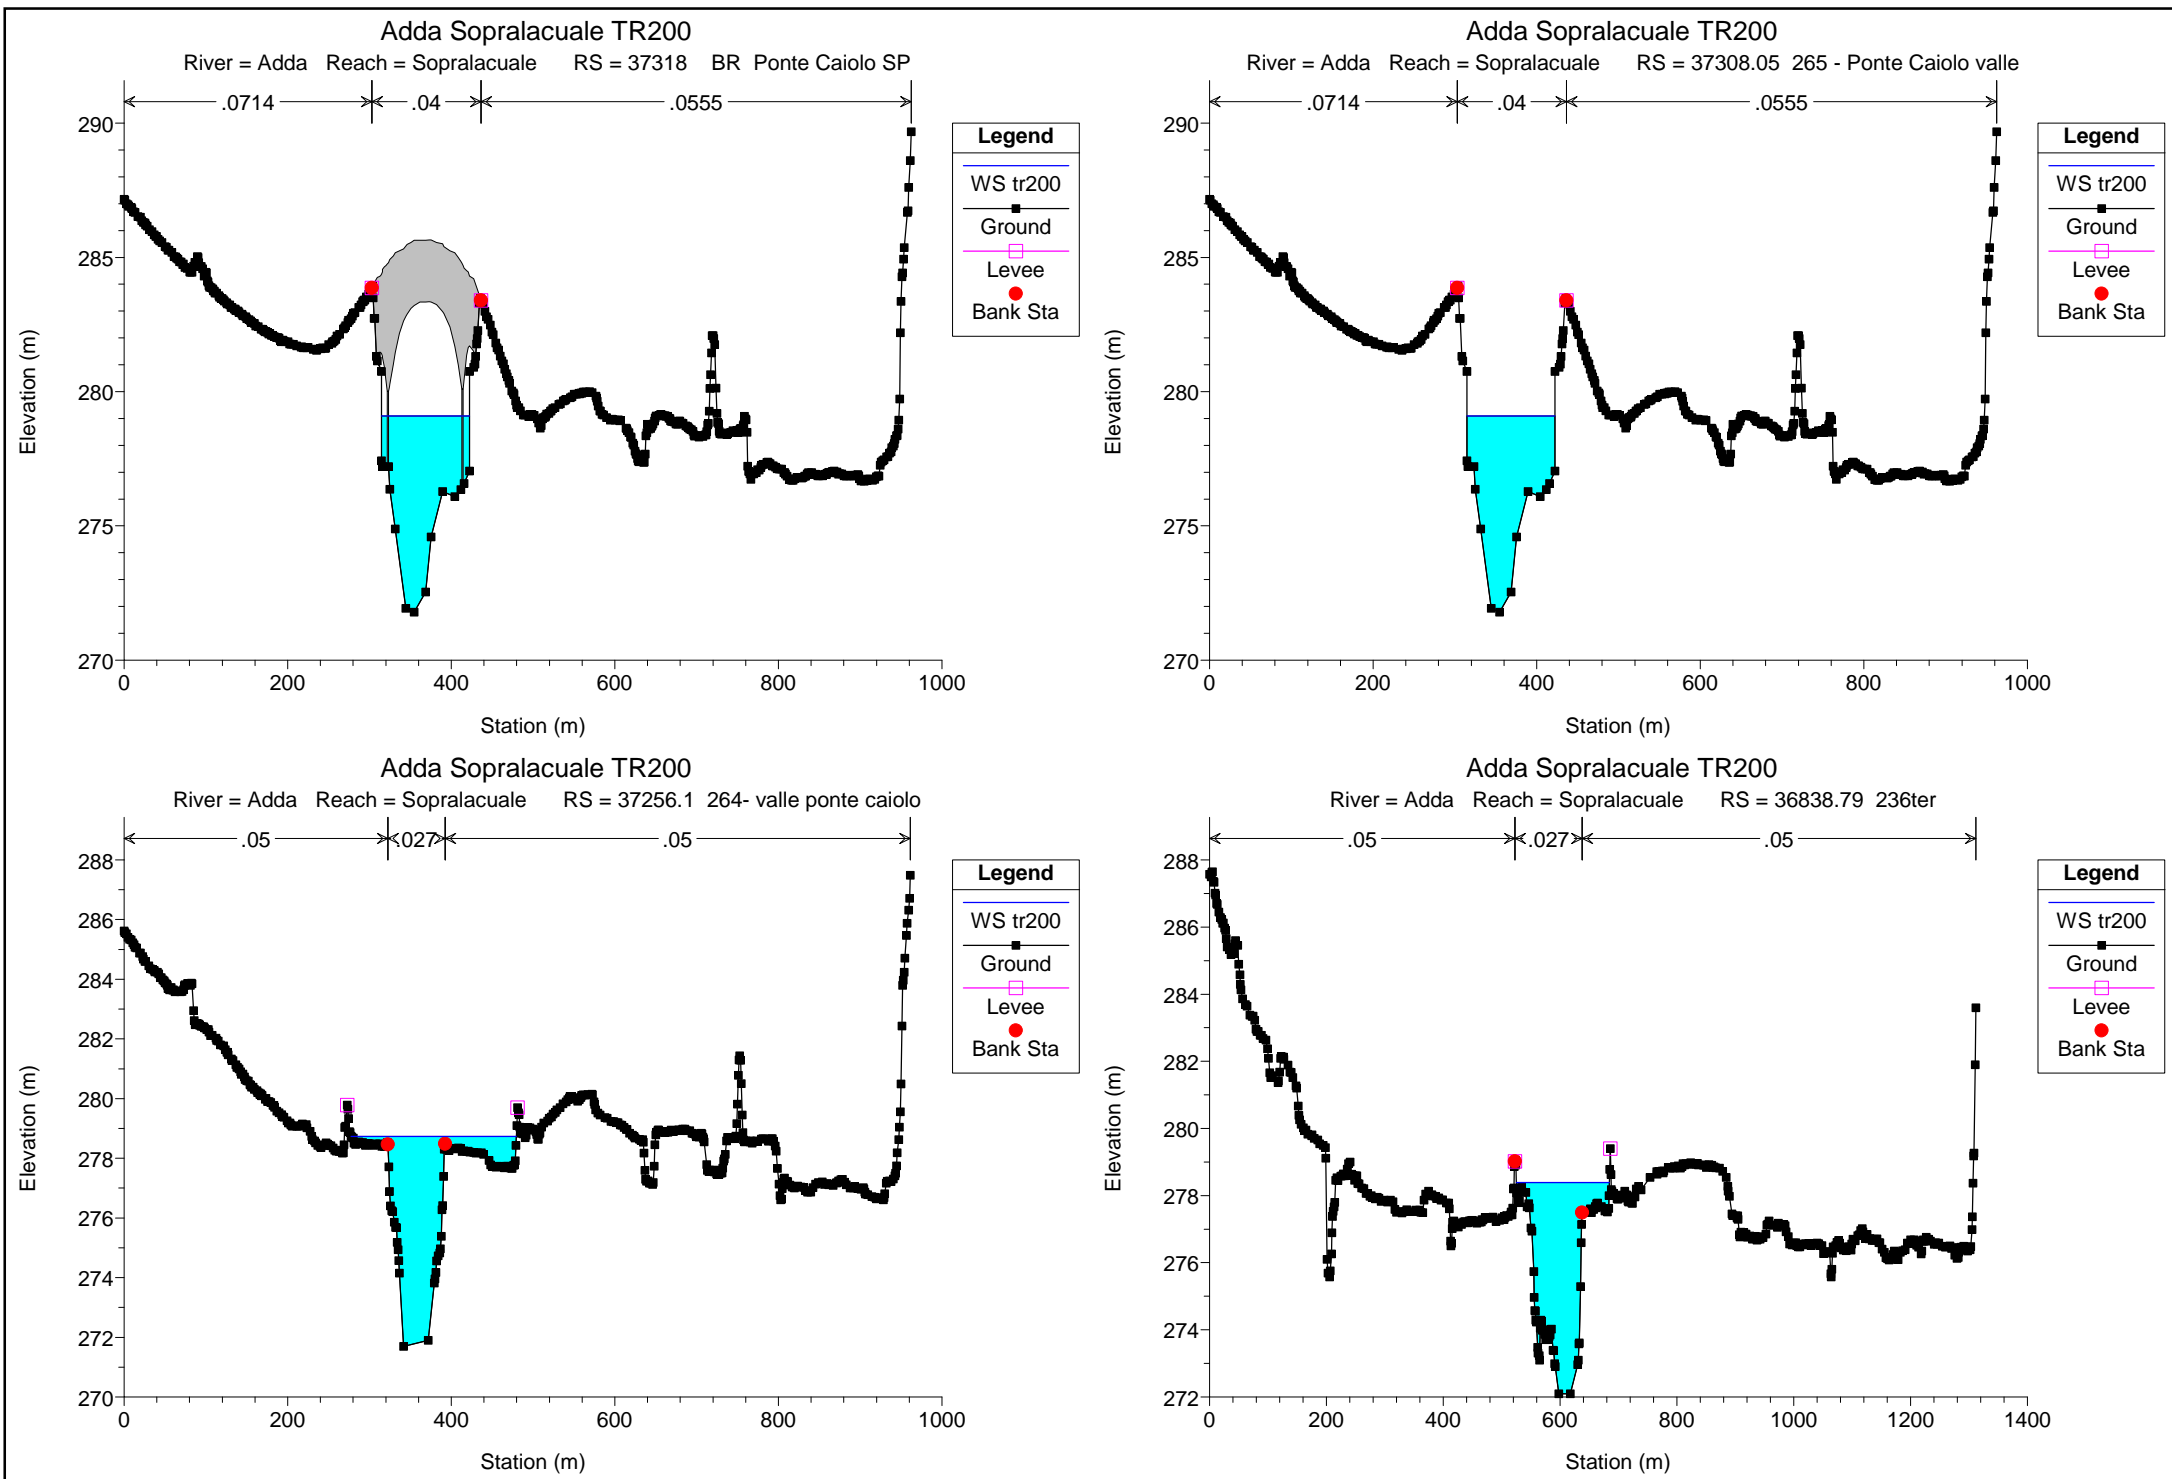 Adda Sopralacuale TR200
River = Adda Reach = Sopralacuale RS = 37318 BR Ponte Caiolo SP
.0714 .04 .0555
290
285
280
275
270
Elevation (m)
0 200 400 600 800 1000
Station (m)
Legend
WS tr200
Ground
Levee
Bank Sta
Adda Sopralacuale TR200
River = Adda Reach = Sopralacuale RS = 37308.05 265 - Ponte Caiolo valle
.0714 .04 .0555
290
285
280
275
270
Elevation (m)
0 200 400 600 800 1000
Station (m)
Legend
WS tr200
Ground
Levee
Bank Sta
Adda Sopralacuale TR200
River = Adda Reach = Sopralacuale RS = 37256.1 264- valle ponte caiolo
.05 .027 .05
288
286
284
282
280
278
276
274
272
270
Elevation (m)
0 200 400 600 800 1000
Station (m)
Legend
WS tr200
Ground
Levee
Bank Sta
Adda Sopralacuale TR200
River = Adda Reach = Sopralacuale RS = 36838.79 236ter
.05 .027 .05
288
286
284
282
280
278
276
274
272
Elevation (m)
0 200 400 600 800 1000 1200 1400
Station (m)
Legend
WS tr200
Ground
Levee
Bank Sta